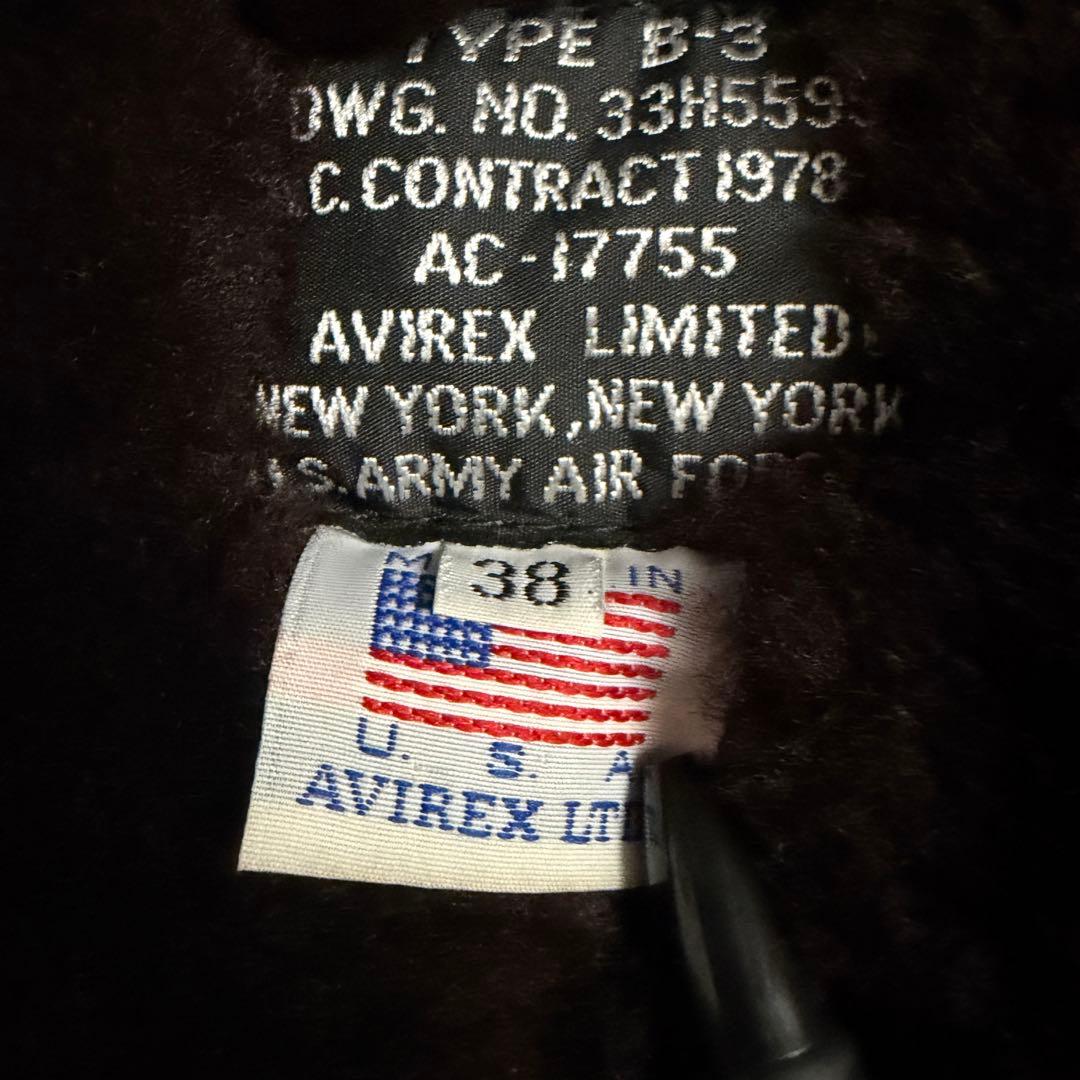 TYPE B-3
DWG. NO. 33H559
C. CONTRACT 1978
AC-17755
AVIREX LIMITED
NEW YORK, NEW YORK
U.S. ARMY AIR
38
IN
U. S. A
AVIREX LTD